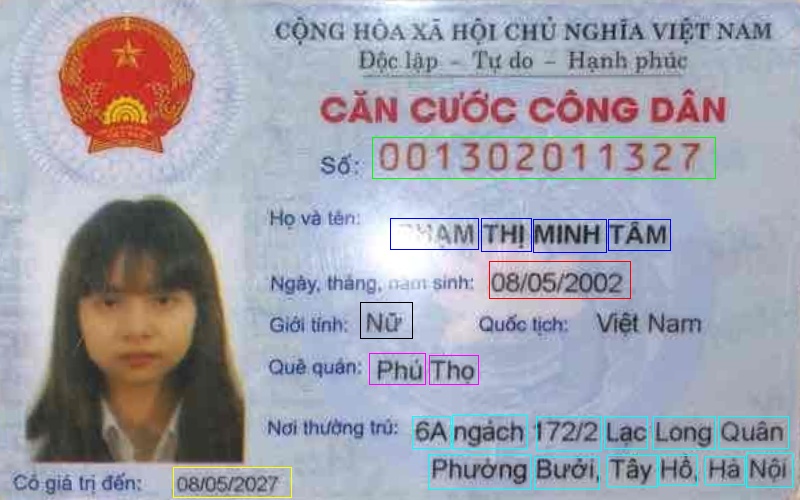 CỘNG HÒA XÃ HỘI CHỦ NGHĨA VIỆT NAM
Độc lập - Tự do - Hạnh phúc
CĂN CƯỚC CÔNG DÂN
Số: 001302011327
Họ và tên: PHẠM THỊ MINH TÂM
Ngày, tháng, năm sinh: 08/05/2002
Giới tính: Nữ Quốc tịch: Việt Nam
Quê quán: Phú Thọ
Nơi thường trú: 6A ngách 172/2 Lạc Long Quân
Phường Bưởi, Tây Hồ, Hà Nội
Có giá trị đến: 08/05/2027